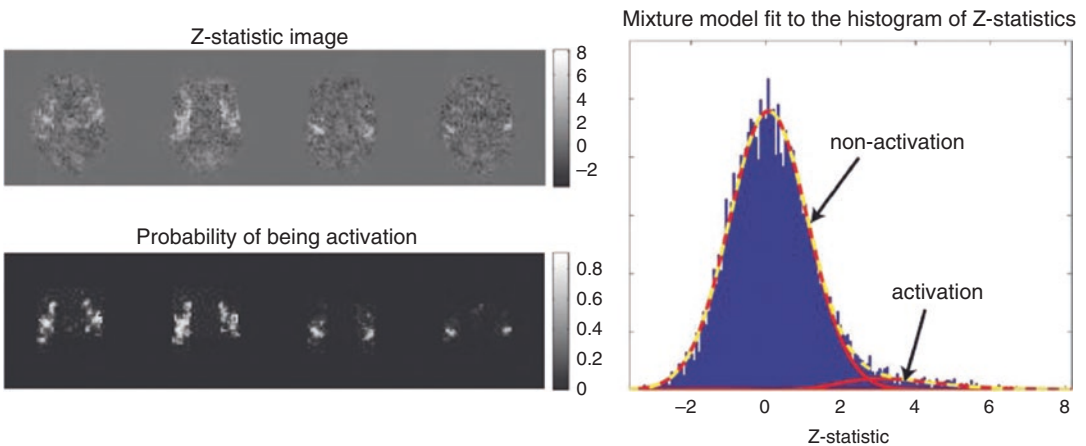 Z-statistic image
8
6
4
2
0
−2
Probability of being activation
0.8
0.6
0.4
0.2
0
Mixture model fit to the histogram of Z-statistics
non-activation
activation
−2 0 2 4 6 8
Z-statistic